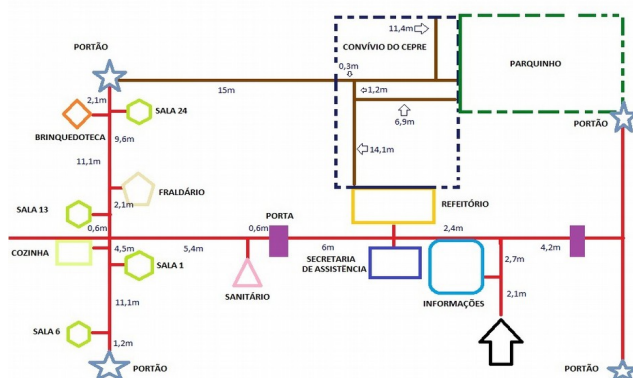 11,4m
CONVÍVIO DO CEPRE
PORTÃO
PARQUINHO
0,3m
15m
1,2m
2,1m
SALA 24
6,9m
BRINQUEDOTECA
9,6m
PORTÃO
14,1m
11,1m
FRALDÁRIO
2,1m
REFEITÓRIO
SALA 13
PORTA
0,6m
0,6m
2,4m
4,5m
5,4m
6m
4,2m
COZINHA
SALA 1
SECRETARIA
DE ASSISTÊNCIA
2,7m
SANITÁRIO
INFORMAÇÕES
2,1m
11,1m
SALA 6
1,2m
PORTÃO
PORTÃO